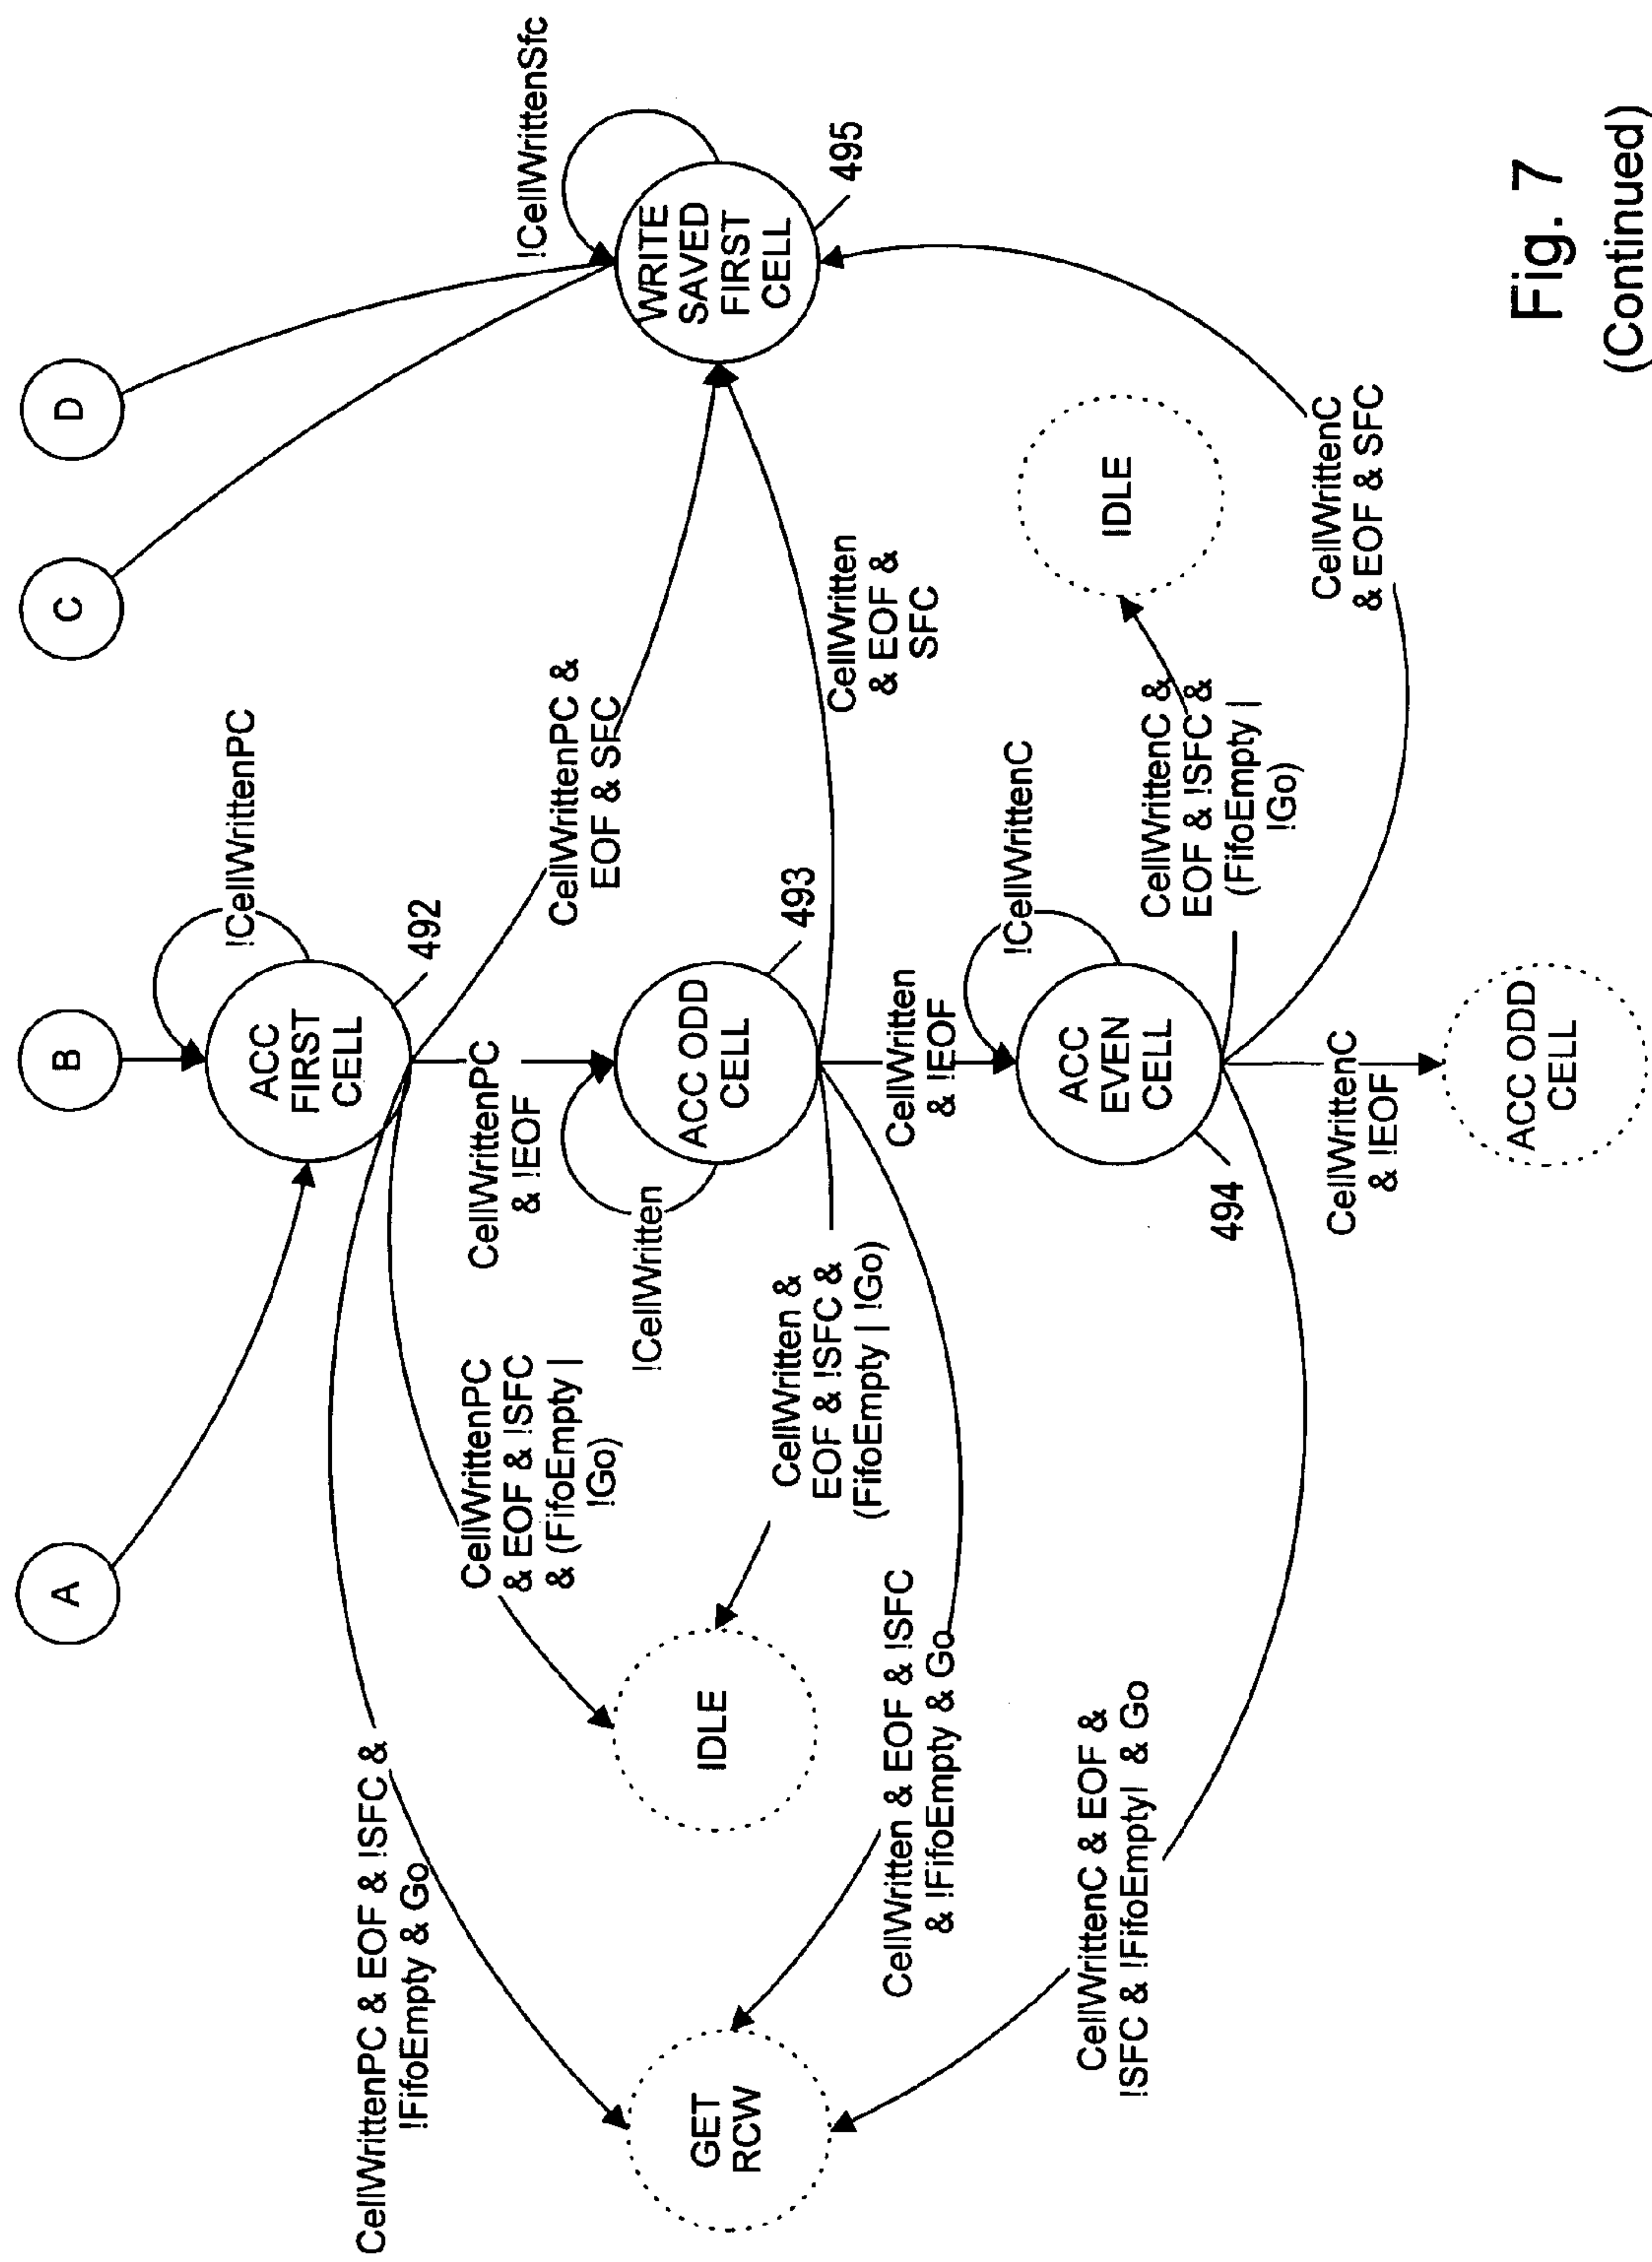 A
B
C
D
!CellWrittenPC
ACC
FIRST
CELL
492
!CellWrittenSfc
WRITE
SAVED
FIRST
CELL
495
CellWrittenPC & EOF & !SFC &
!FifoEmpty & Go
CellWrittenPC
& EOF & !SFC
& (FifoEmpty |
!Go)
CellWrittenPC
& !EOF
CellWrittenPC &
EOF & SFC
!CellWritten
ACC ODD
CELL
493
GET
RCW
IDLE
CellWritten &
EOF & !SFC &
(FifoEmpty | !Go)
CellWritten
& EOF &
SFC
CellWritten & EOF & !SFC
& !FifoEmpty & Go
CellWritten
& !EOF
!CellWrittenC
ACC
EVEN
CELL
494
IDLE
CellWrittenC &
EOF & !SFC &
(FifoEmpty |
!Go)
CellWrittenC & EOF &
!SFC & !FifoEmpty| & Go
CellWrittenC
& !EOF
CellWrittenC
& EOF & SFC
ACC ODD
CELL
Fig. 7
(Continued)